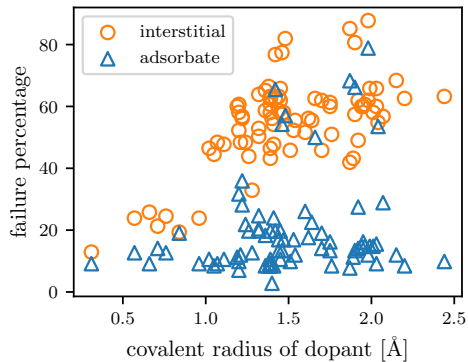 interstitial
adsorbate
failure percentage
80
60
40
20
0
0.5
1.0
1.5
2.0
2.5
covalent radius of dopant [Å]